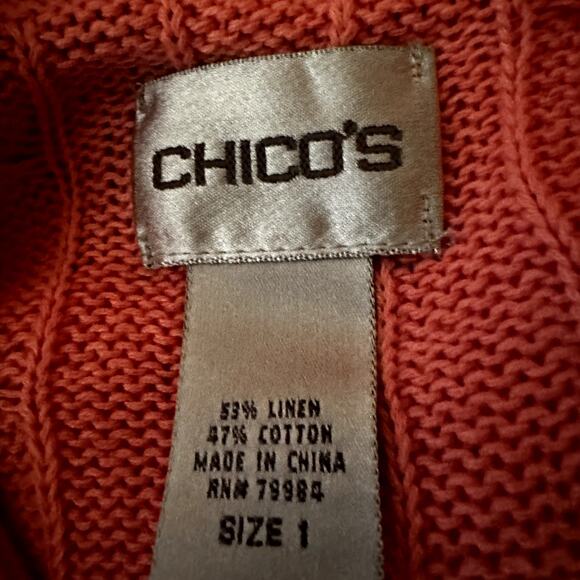 CHICO'S
53% LINEN
47% COTTON
MADE IN CHINA
RN# 79984
SIZE 1